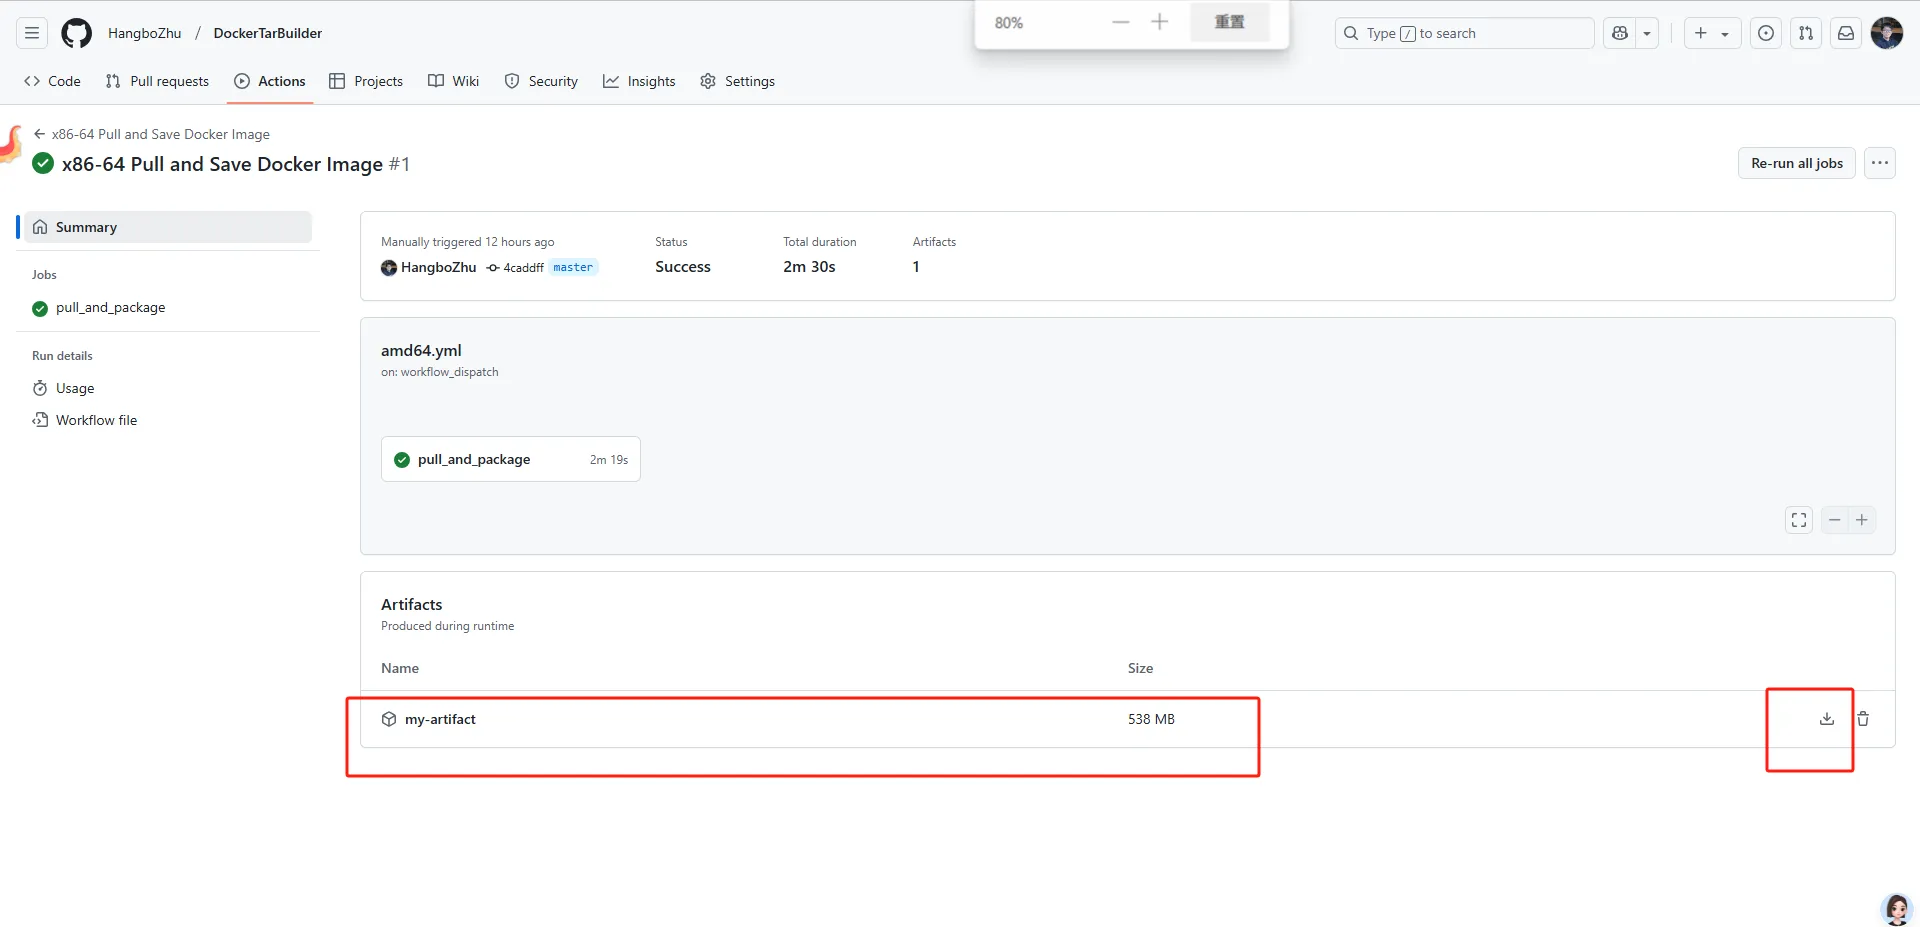 HangboZhu / DockerTarBuilder
80%
重置
Type / to search
Code
Pull requests
Actions
Projects
Wiki
Security
Insights
Settings
x86-64 Pull and Save Docker Image
x86-64 Pull and Save Docker Image #1
Re-run all jobs
Summary
Jobs
pull_and_package
Run details
Usage
Workflow file
Manually triggered 12 hours ago
HangboZhu 4caddff master
Status
Success
Total duration
2m 30s
Artifacts
1
amd64.yml
on: workflow_dispatch
pull_and_package 2m 19s
Artifacts
Produced during runtime
Name Size
my-artifact 538 MB